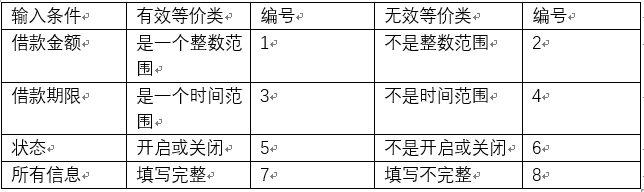 输入条件 有效等价类 编号 无效等价类 编号
借款金额 是一个整数范围 1 不是整数范围 2
借款期限 是一个时间范围 3 不是时间范围 4
状态 开启或关闭 5 不是开启或关闭 6
所有信息 填写完整 7 填写不完整 8